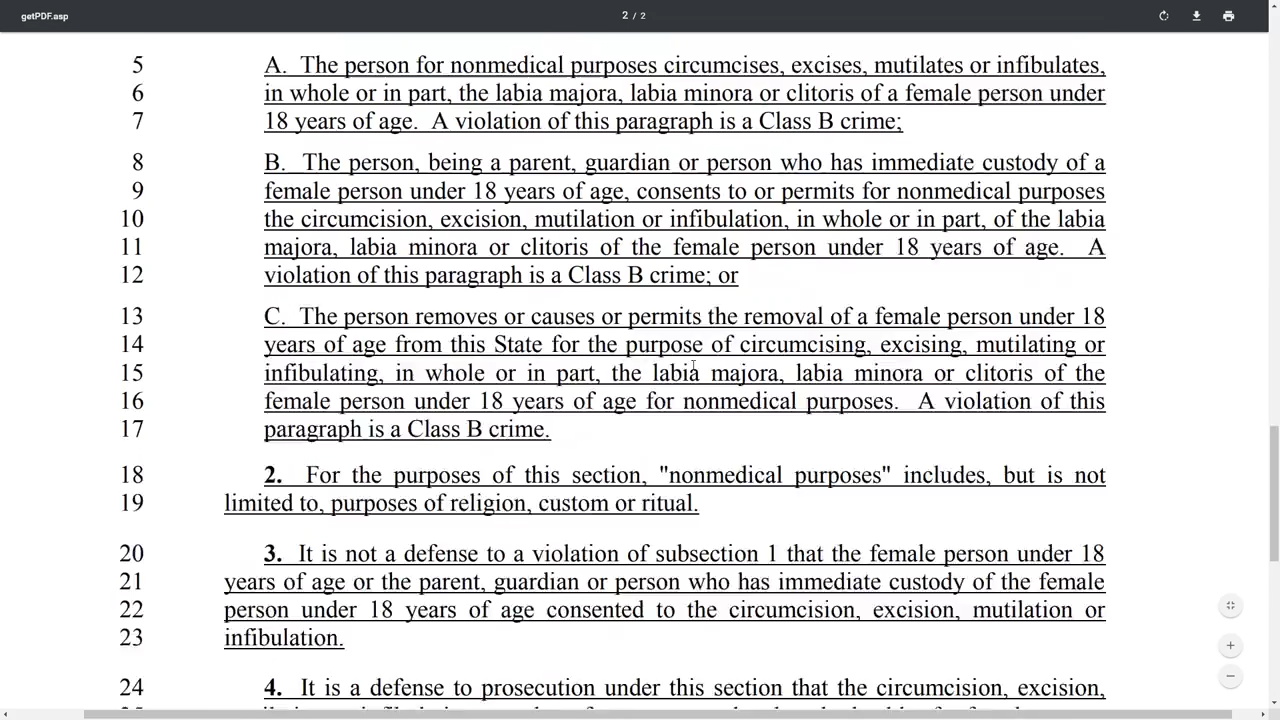 getPDF.asp
2 / 2
5 A. The person for nonmedical purposes circumcises, excises, mutilates or infibulates,
6 in whole or in part, the labia majora, labia minora or clitoris of a female person under
7 18 years of age. A violation of this paragraph is a Class B crime;
8 B. The person, being a parent, guardian or person who has immediate custody of a
9 female person under 18 years of age, consents to or permits for nonmedical purposes
10 the circumcision, excision, mutilation or infibulation, in whole or in part, of the labia
11 majora, labia minora or clitoris of the female person under 18 years of age. A
12 violation of this paragraph is a Class B crime; or
13 C. The person removes or causes or permits the removal of a female person under 18
14 years of age from this State for the purpose of circumcising, excising, mutilating or
15 infibulating, in whole or in part, the labia majora, labia minora or clitoris of the
16 female person under 18 years of age for nonmedical purposes. A violation of this
17 paragraph is a Class B crime.
18 2. For the purposes of this section, "nonmedical purposes" includes, but is not
19 limited to, purposes of religion, custom or ritual.
20 3. It is not a defense to a violation of subsection 1 that the female person under 18
21 years of age or the parent, guardian or person who has immediate custody of the female
22 person under 18 years of age consented to the circumcision, excision, mutilation or
23 infibulation.
24 4. It is a defense to prosecution under this section that the circumcision, excision,